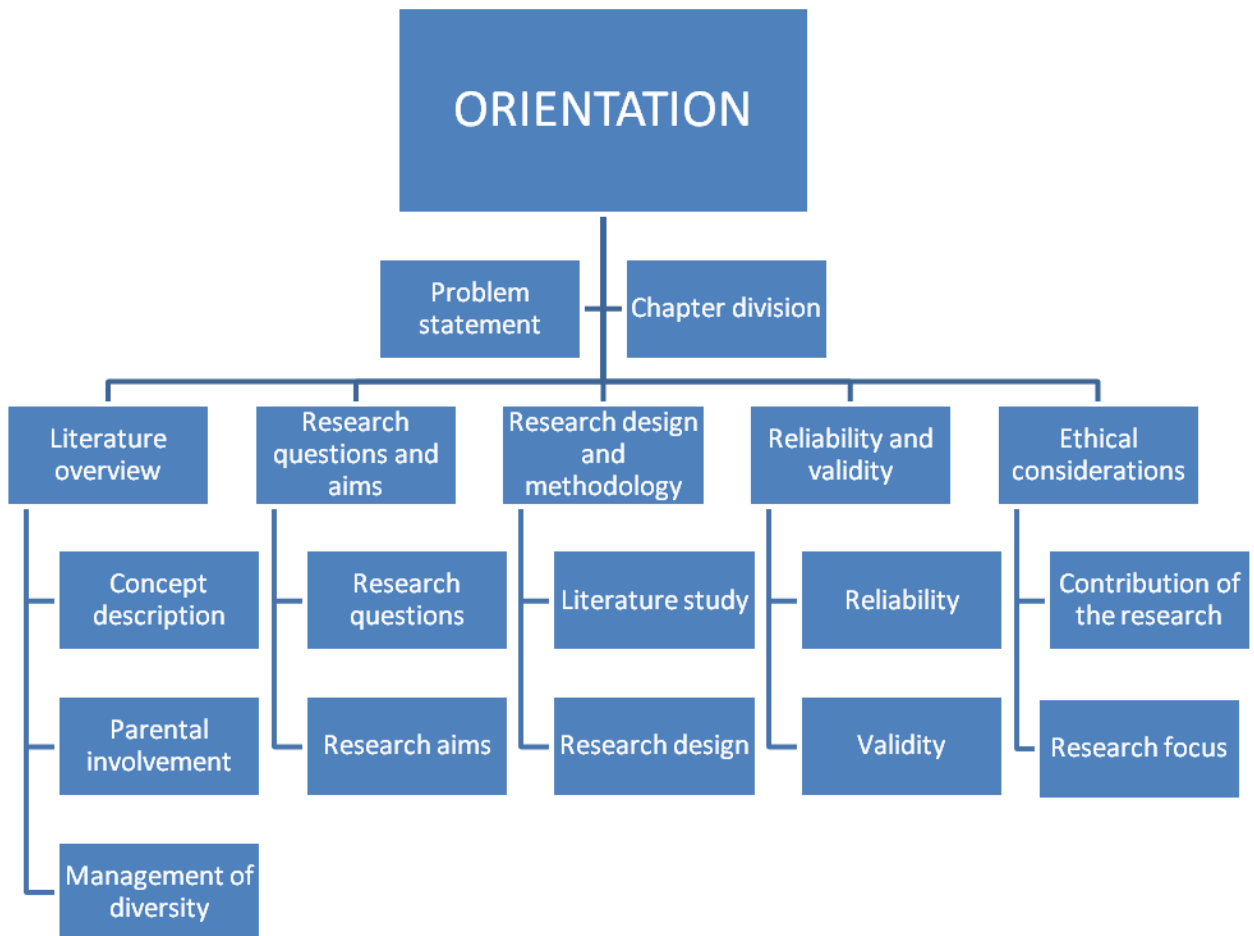 ORIENTATION
Problem
statement
Chapter division
Literature
overview
Research
questions and
aims
Research design
and
methodology
Reliability and
validity
Ethical
considerations
Concept
description
Research
questions
Literature study
Reliability
Contribution of
the research
Parental
involvement
Research aims
Research design
Validity
Research focus
Management of
diversity